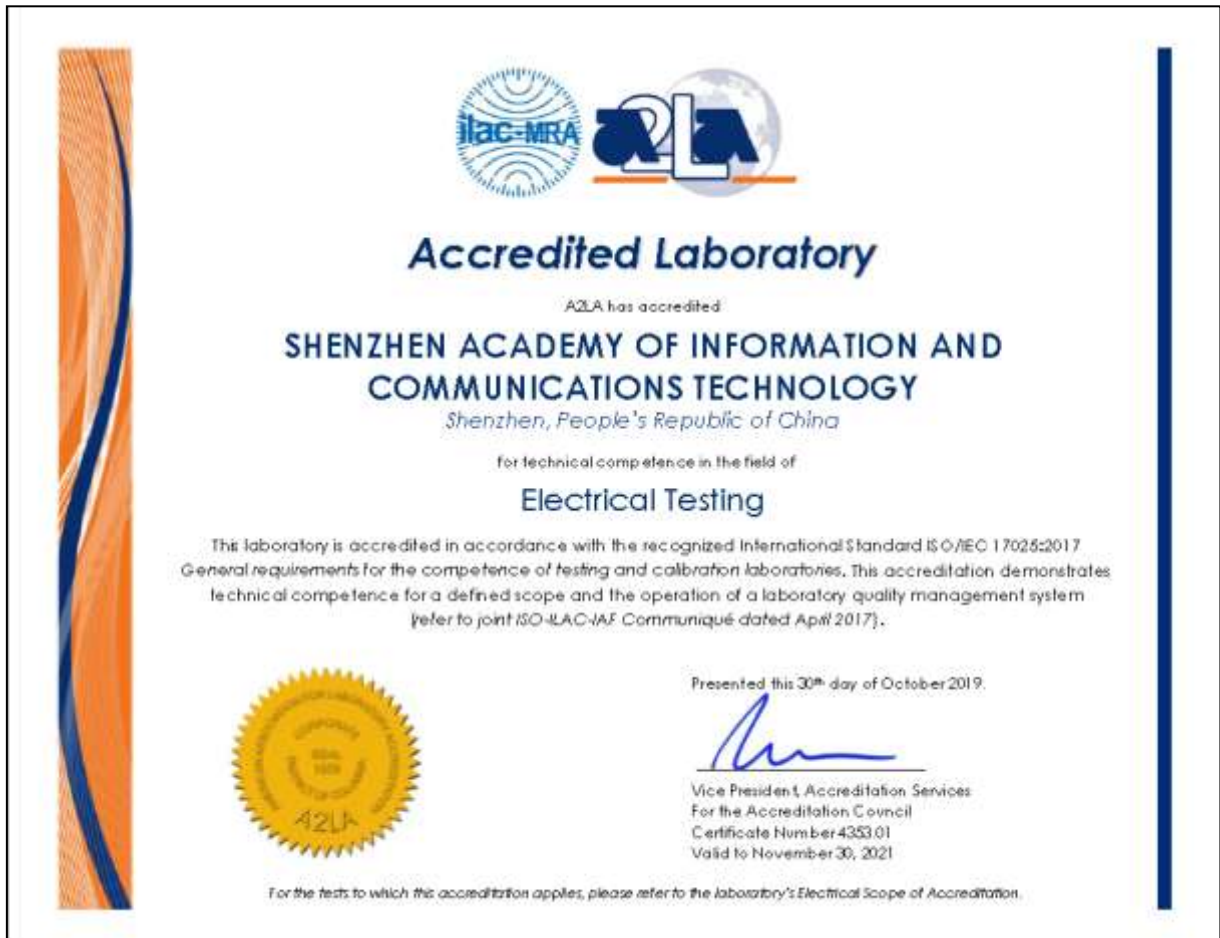 ilac-MRA
a2La
Accredited Laboratory
A2LA has accredited
SHENZHEN ACADEMY OF INFORMATION AND
COMMUNICATIONS TECHNOLOGY
Shenzhen, People's Republic of China
for technical competence in the field of
Electrical Testing
This laboratory is accredited in accordance with the recognized International Standard ISO/IEC 17025:2017
General requirements for the competence of testing and calibration laboratories. This accreditation demonstrates
technical competence for a defined scope and the operation of a laboratory quality management system
(refer to joint ISO-ILAC-IAF Communiqué dated April 2017).
Presented this 30th day of October 2019.
CORPORATE
SEAL
A2LA
Vice President, Accreditation Services
For the Accreditation Council
Certificate Number 4353.01
Valid to November 30, 2021
For the tests to which this accreditation applies, please refer to the laboratory's Electrical Scope of Accreditation.